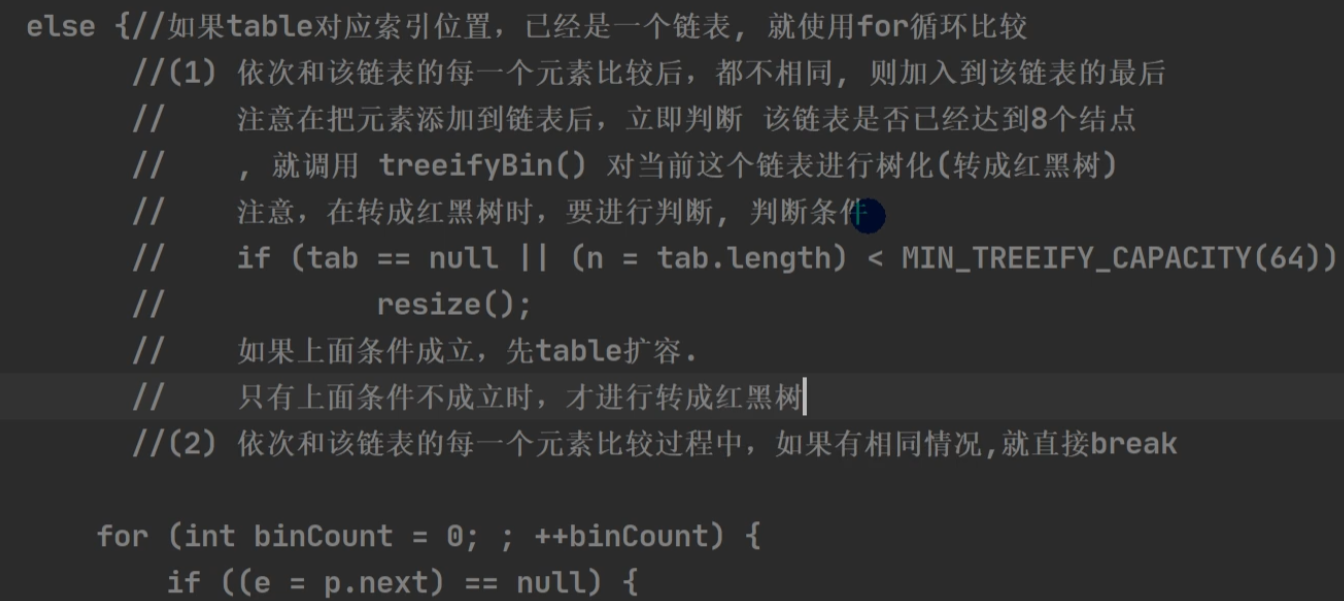 else {//如果table对应索引位置，已经是一个链表, 就使用for循环比较
//(1) 依次和该链表的每一个元素比较后，都不相同, 则加入到该链表的最后
// 注意在把元素添加到链表后，立即判断 该链表是否已经达到8个结点
// , 就调用 treeifyBin() 对当前这个链表进行树化(转成红黑树)
// 注意，在转成红黑树时，要进行判断, 判断条件
// if (tab == null || (n = tab.length) < MIN_TREEIFY_CAPACITY(64))
// resize();
// 如果上面条件成立，先table扩容.
// 只有上面条件不成立时，才进行转成红黑树
//(2) 依次和该链表的每一个元素比较过程中，如果有相同情况,就直接break
for (int binCount = 0; ; ++binCount) {
if ((e = p.next) == null) {